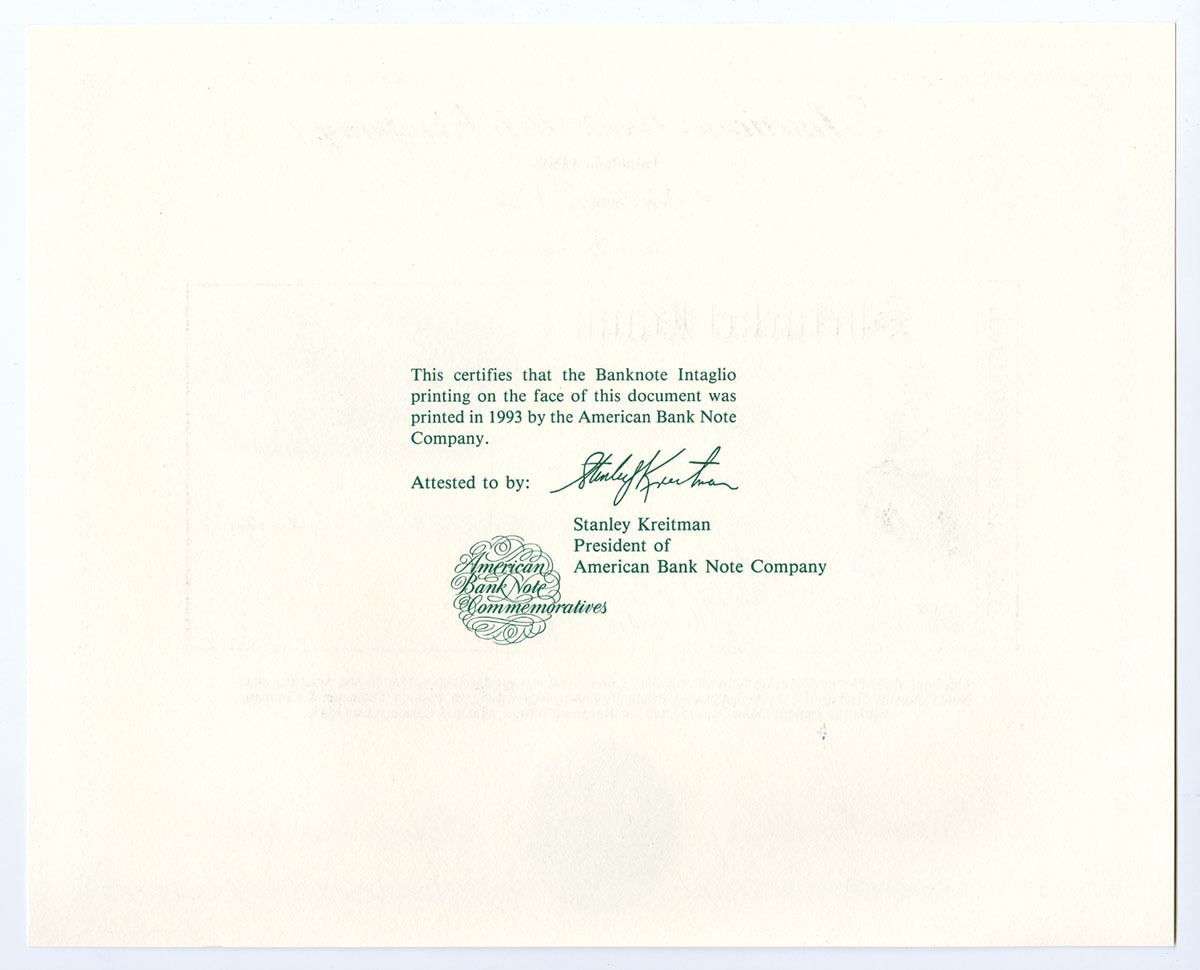 This certifies that the Banknote Intaglio
printing on the face of this document was
printed in 1993 by the American Bank Note
Company.
Attested to by: Stanley Kreitman
Stanley Kreitman
President of
American Bank Note Company
American
Bank Note
Commemoratives